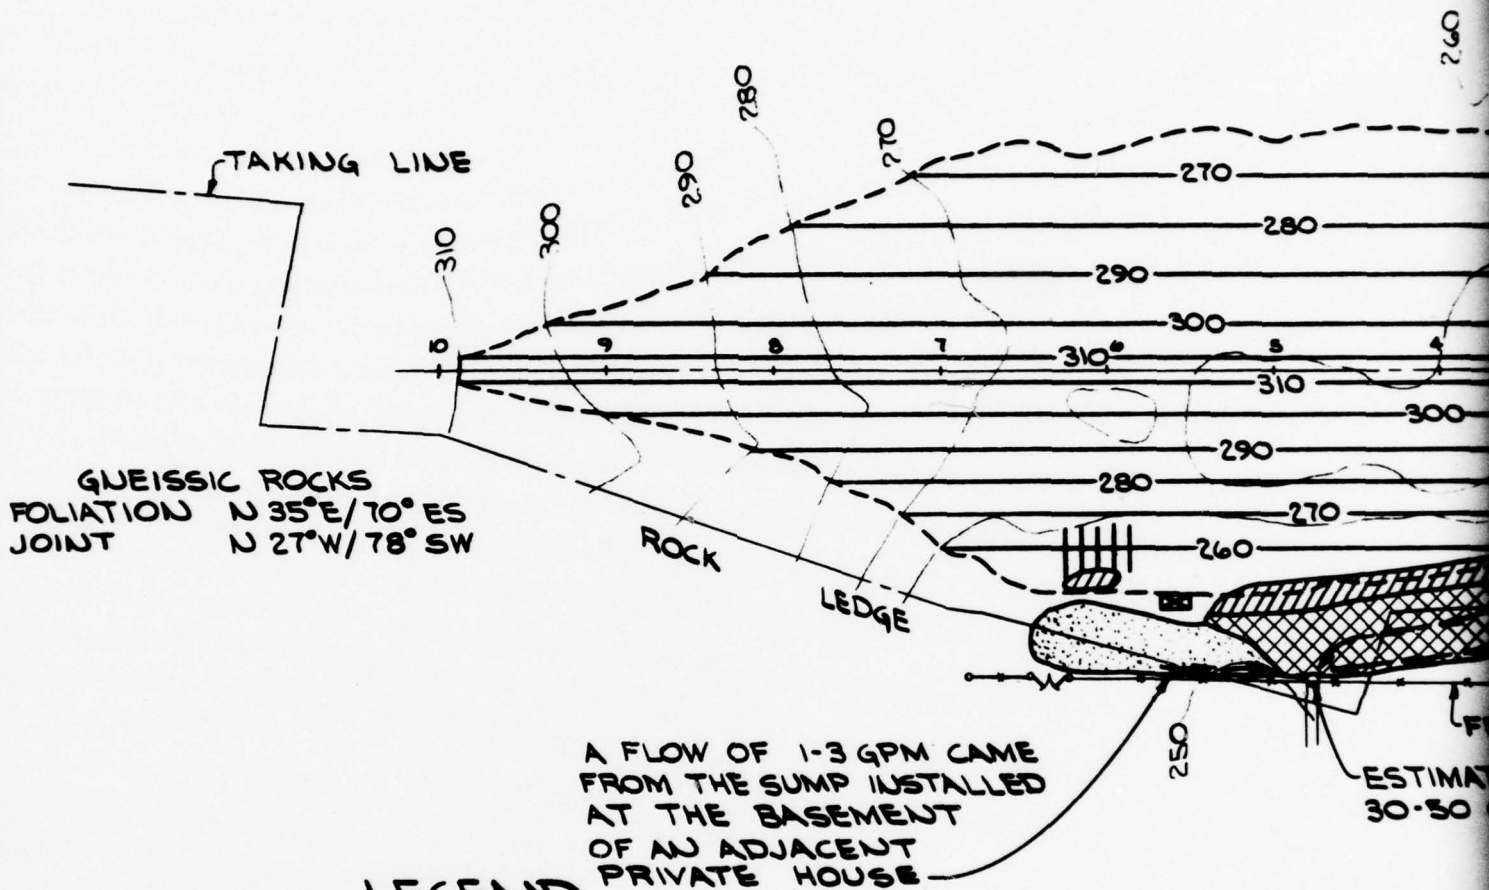 260
280
270
TAKING LINE
290
270
300
280
310
290
300
10
9
8
7
310
6
5
4
310
300
290
GNEISSIC ROCKS
280
FOLIATION N 35°E/70° ES
270
JOINT N 27°W/78° SW
ROCK
260
LEDGE
A FLOW OF 1-3 GPM CAME
FROM THE SUMP INSTALLED
AT THE BASEMENT
OF AN ADJACENT
PRIVATE HOUSE
250
ESTIMAT
30-50
LEGEND